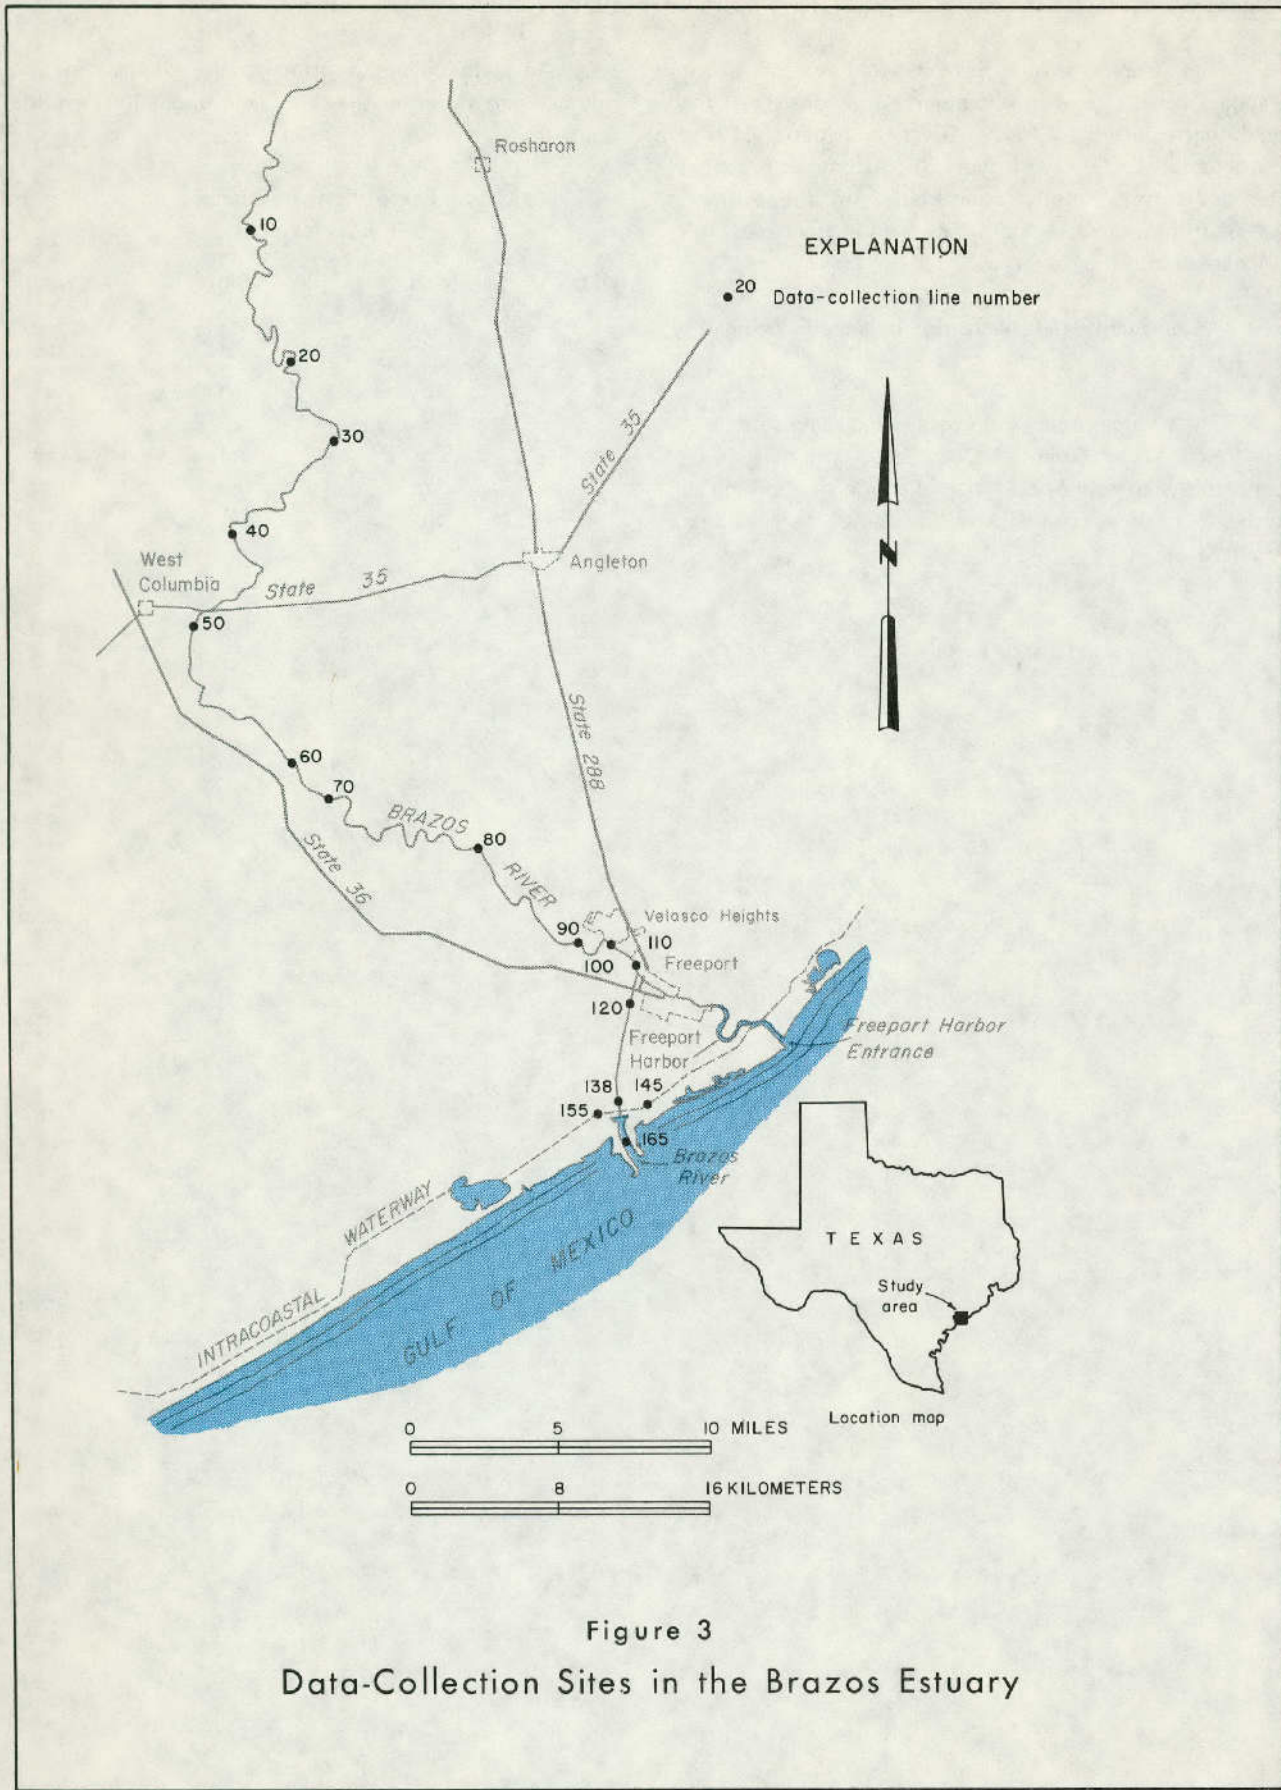 Rosharon
10
EXPLANATION
20 Data-collection line number
20
30
State 35
40
West
Columbia
State 35
Angleton
50
N
State 288
60
70
BRAZOS
80
State 36
RIVER
Velasco Heights
90
110
100
Freeport
120
Freeport
Harbor
Freeport Harbor
Entrance
138 145
155
165
Brazos
River
INTRACOASTAL WATERWAY
GULF OF MEXICO
TEXAS
Study
area
Location map
0 5 10 MILES
0 8 16 KILOMETERS
Figure 3
Data-Collection Sites in the Brazos Estuary